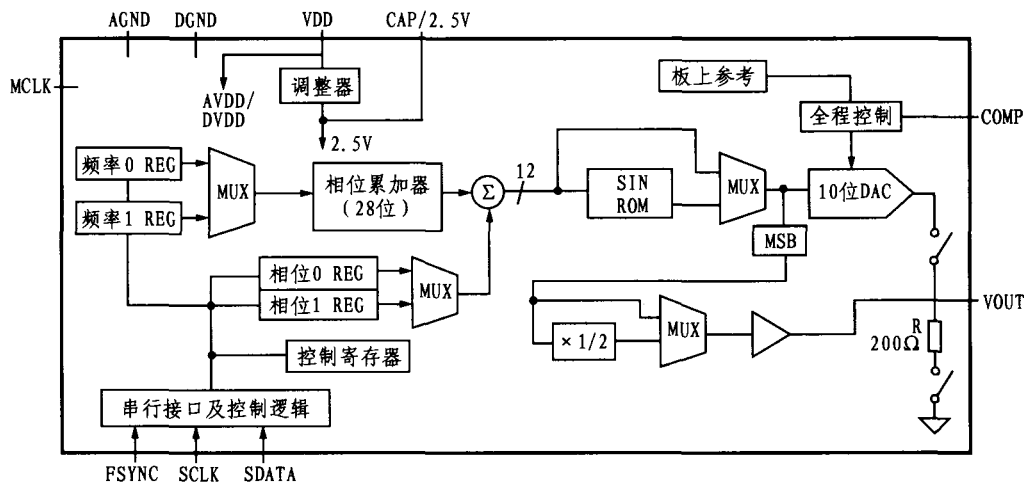 AGND
DGND
VDD
CAP/2.5V
MCLK
AVDD/
DVDD
调整器
2.5V
板上参考
全程控制
COMP
频率0 REG
频率1 REG
MUX
相位累加器
(28位)
Σ
12
SIN
ROM
MUX
10位DAC
MSB
相位0 REG
相位1 REG
MUX
×1/2
MUX
VOUT
R
200Ω
控制寄存器
串行接口及控制逻辑
FSYNC
SCLK
SDATA